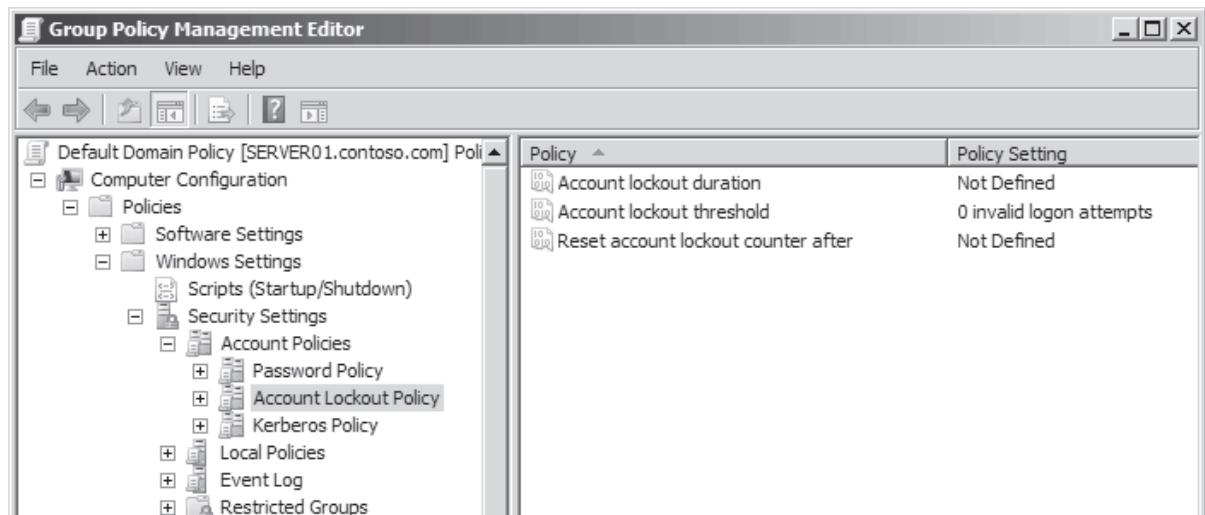 Group Policy Management Editor
File Action View Help
Default Domain Policy [SERVER01.contoso.com] Poli
Computer Configuration
Policies
Software Settings
Windows Settings
Scripts (Startup/Shutdown)
Security Settings
Account Policies
Password Policy
Account Lockout Policy
Kerberos Policy
Local Policies
Event Log
Restricted Groups
Policy Policy Setting
Account lockout duration Not Defined
Account lockout threshold 0 invalid logon attempts
Reset account lockout counter after Not Defined